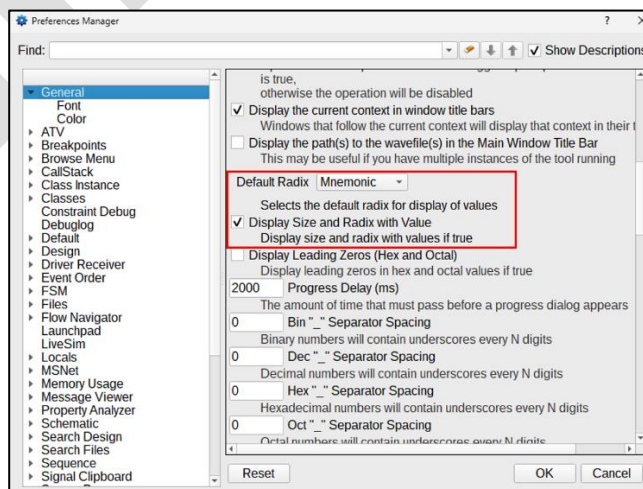 Preferences Manager
?
Find:
Show Descriptions
General
Font
Color
ATV
Breakpoints
Browse Menu
CallStack
Class Instance
Classes
Constraint Debug
Debuglog
Default
Design
Driver Receiver
Event Order
FSM
Files
Flow Navigator
Launchpad
LiveSim
Locals
MSNet
Memory Usage
Message Viewer
Property Analyzer
Schematic
Search Design
Search Files
Sequence
Signal Clipboard
is true,
otherwise the operation will be disabled
Display the current context in window title bars
Windows that follow the current context will display that context in their
Display the path(s) to the wavefile(s) in the Main Window Title Bar
This may be useful if you have multiple instances of the tool running
Default Radix Mnemonic
Selects the default radix for display of values
Display Size and Radix with Value
Display size and radix with values if true
Display Leading Zeros (Hex and Octal)
Display leading zeros in hex and octal values if true
2000 Progress Delay (ms)
The amount of time that must pass before a progress dialog appears
0 Bin "_" Separator Spacing
Binary numbers will contain underscores every N digits
0 Dec "_" Separator Spacing
Decimal numbers will contain underscores every N digits
0 Hex "_" Separator Spacing
Hexadecimal numbers will contain underscores every N digits
0 Oct "_" Separator Spacing
Octal numbers will contain underscores every N digits
Reset
OK
Cancel